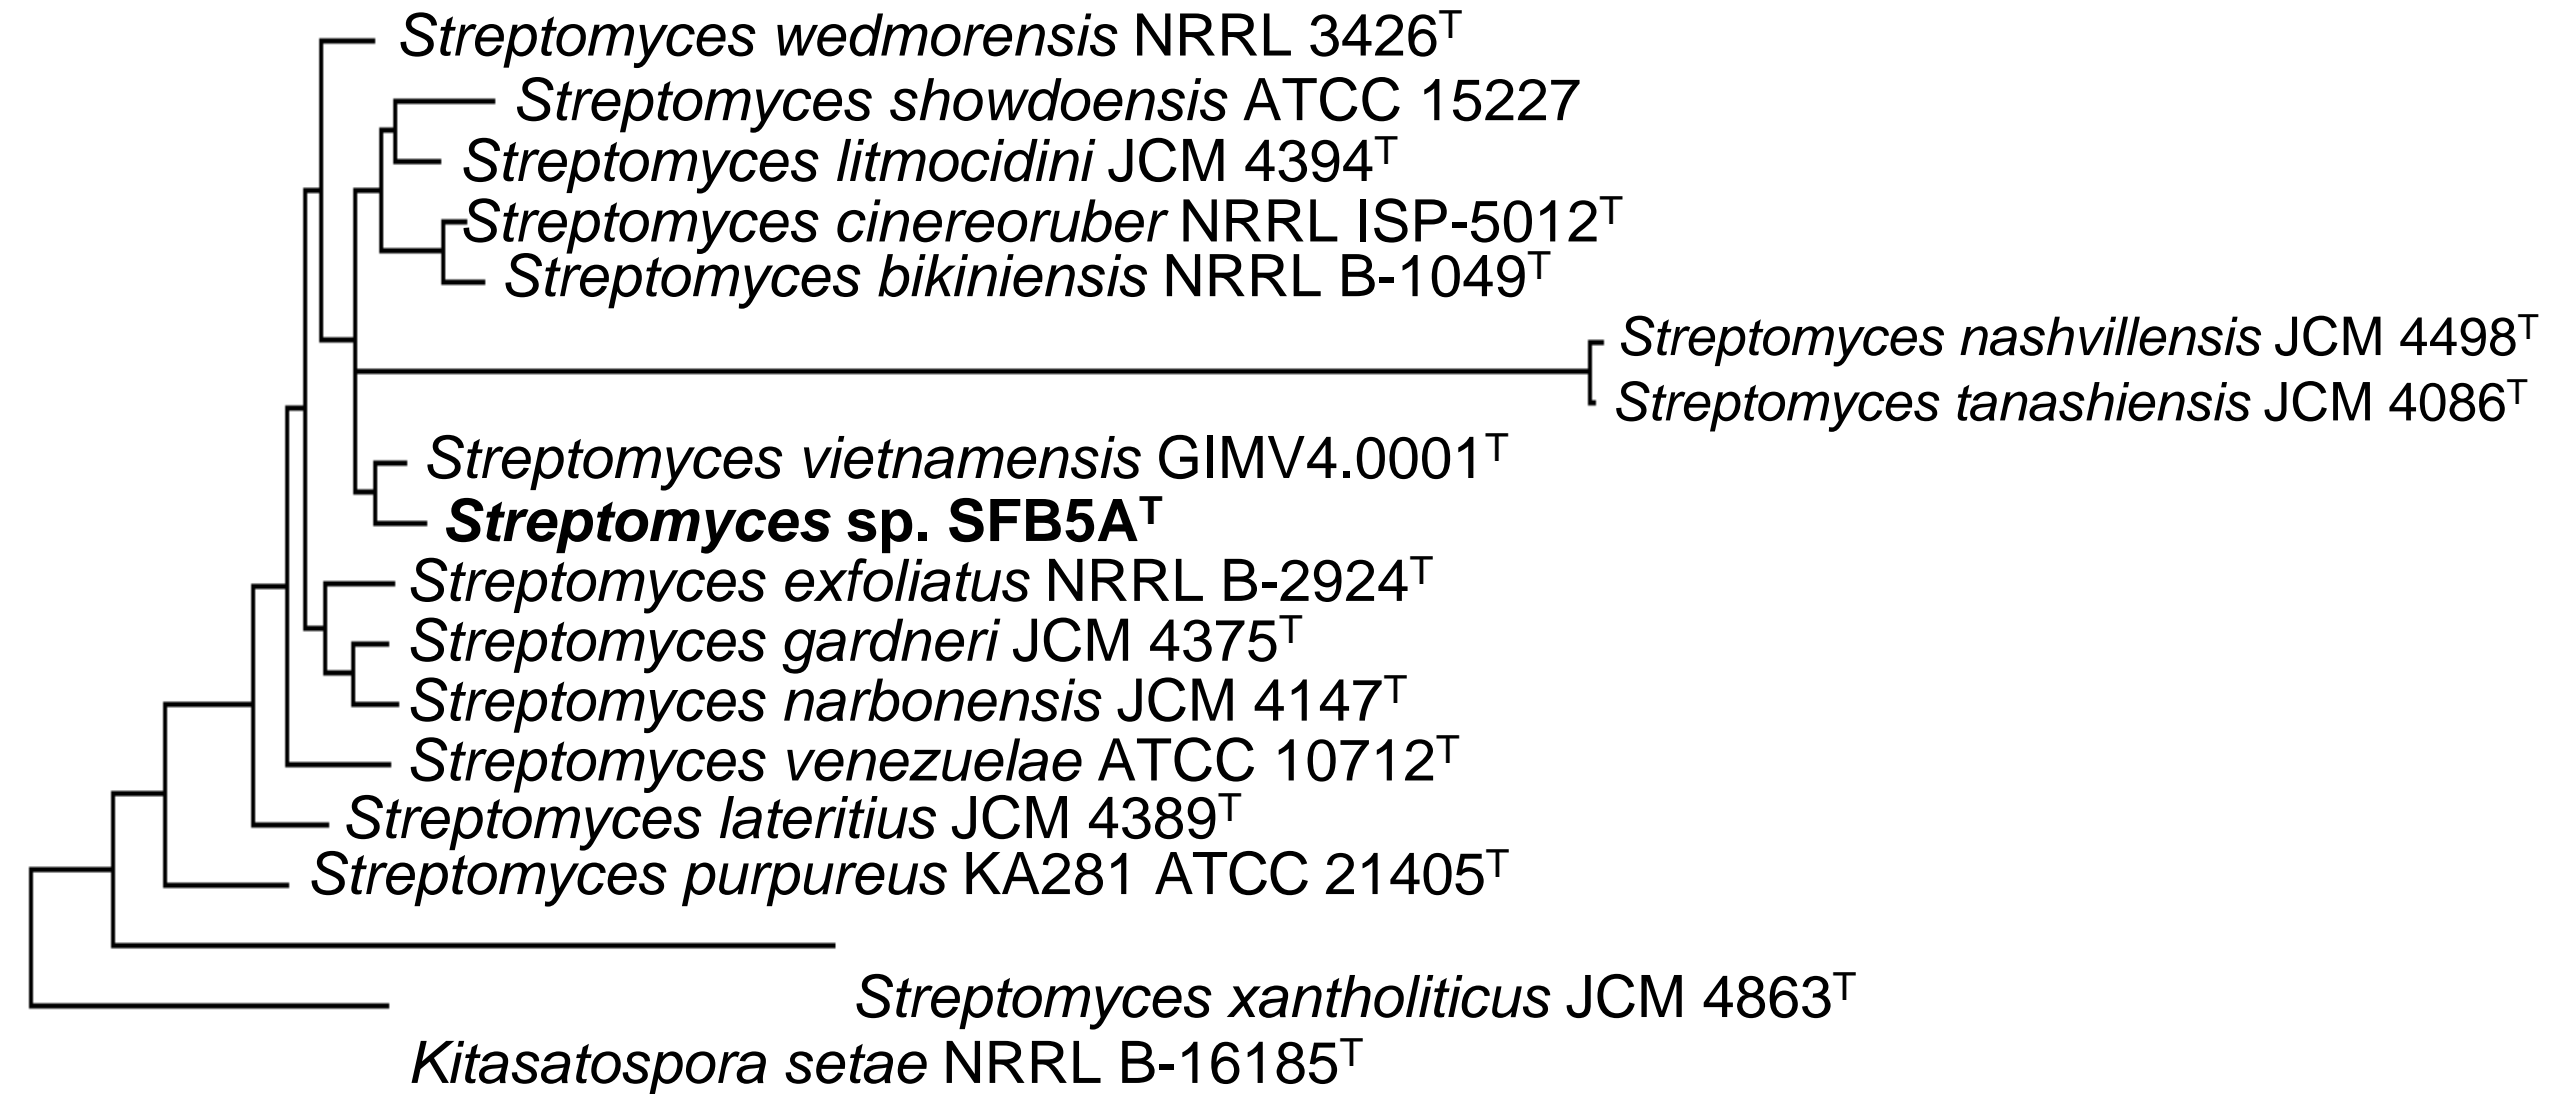 Streptomyces wedmorensis NRRL 3426ᵀ
Streptomyces showdoensis ATCC 15227
Streptomyces litmocidini JCM 4394ᵀ
Streptomyces cinereoruber NRRL ISP-5012ᵀ
Streptomyces bikiniensis NRRL B-1049ᵀ
Streptomyces nashvillensis JCM 4498ᵀ
Streptomyces tanashiensis JCM 4086ᵀ
Streptomyces vietnamensis GIMV4.0001ᵀ
Streptomyces sp. SFB5Aᵀ
Streptomyces exfoliatus NRRL B-2924ᵀ
Streptomyces gardneri JCM 4375ᵀ
Streptomyces narbonensis JCM 4147ᵀ
Streptomyces venezuelae ATCC 10712ᵀ
Streptomyces lateritius JCM 4389ᵀ
Streptomyces purpureus KA281 ATCC 21405ᵀ
Streptomyces xantholiticus JCM 4863ᵀ
Kitasatospora setae NRRL B-16185ᵀ